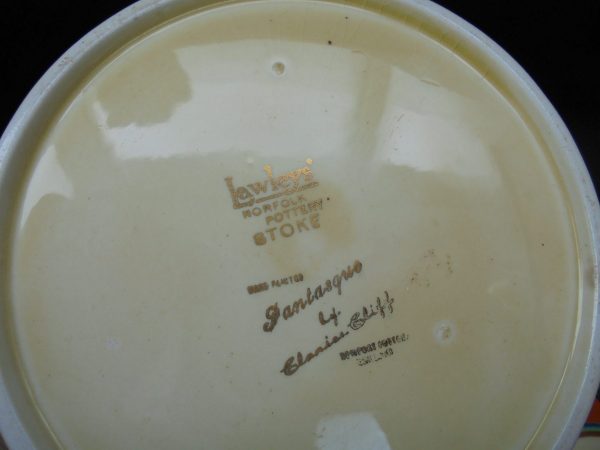 Lawleys'
NORFOLK
POTTERY
STOKE
HAND PAINTED
Fantasque
by
Clarice Cliff
NEWPORT POTTERY
ENGLAND